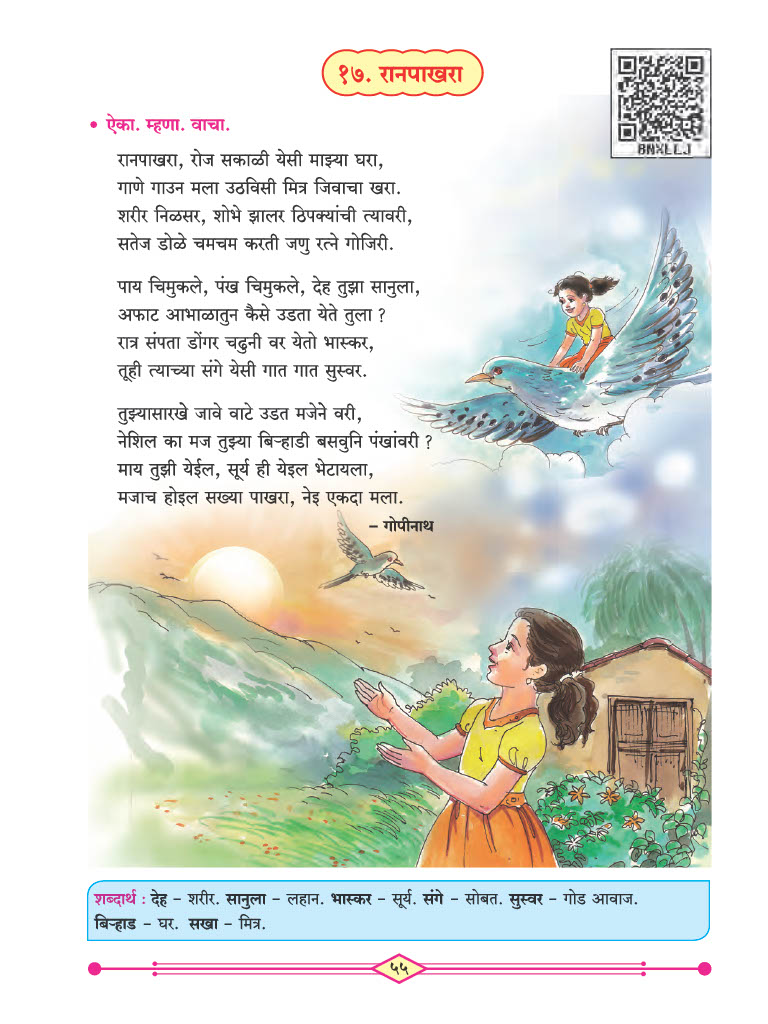 १७. रानपाखरा
BNXLLJ
• ऐका. म्हणा. वाचा.
रानपाखरा, रोज सकाळी येसी माझ्या घरा,
गाणे गाउन मला उठविसी मित्र जिवाचा खरा.
शरीर निळसर, शोभे झालर ठिपक्यांची त्यावरी,
सतेज डोळे चमचम करती जणु रत्ने गोजिरी.
पाय चिमुकले, पंख चिमुकले, देह तुझा सानुला,
अफाट आभाळातुन कैसे उडता येते तुला ?
रात्र संपता डोंगर चढुनी वर येतो भास्कर,
तूही त्याच्या संगे येसी गात गात सुस्वर.
तुझ्यासारखे जावे वाटे उडत मजेने वरी,
नेशिल का मज तुझ्या बिऱ्हाडी बसवुनि पंखांवरी ?
माय तुझी येईल, सूर्य ही येइल भेटायला,
मजाच होइल सख्या पाखरा, नेइ एकदा मला.
– गोपीनाथ
शब्दार्थ : देह – शरीर. सानुला – लहान. भास्कर – सूर्य. संगे – सोबत. सुस्वर – गोड आवाज.
बिऱ्हाड – घर. सखा – मित्र.
५५